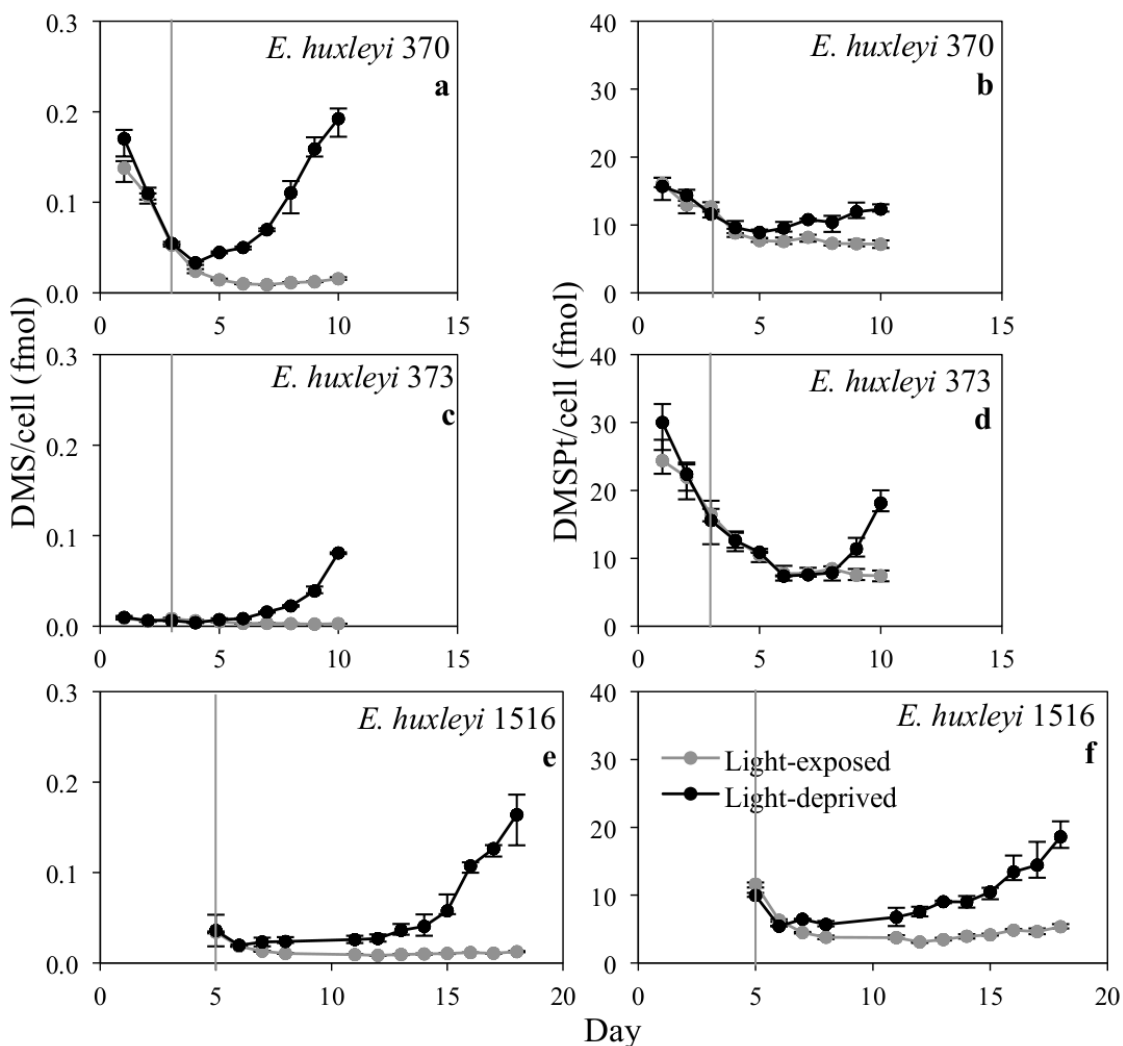 0.3
0.2
0.1
0.0
E. huxleyi 370
a
0 5 10 15
40
30
20
10
0
E. huxleyi 370
b
0 5 10 15
DMS/cell (fmol)
0.3
0.2
0.1
0.0
E. huxleyi 373
c
0 5 10 15
DMSPt/cell (fmol)
40
30
20
10
0
E. huxleyi 373
d
0 5 10 15
0.3
0.2
0.1
0.0
E. huxleyi 1516
e
0 5 10 15 20
40
30
20
10
0
E. huxleyi 1516
f
Light-exposed
Light-deprived
0 5 10 15 20
Day